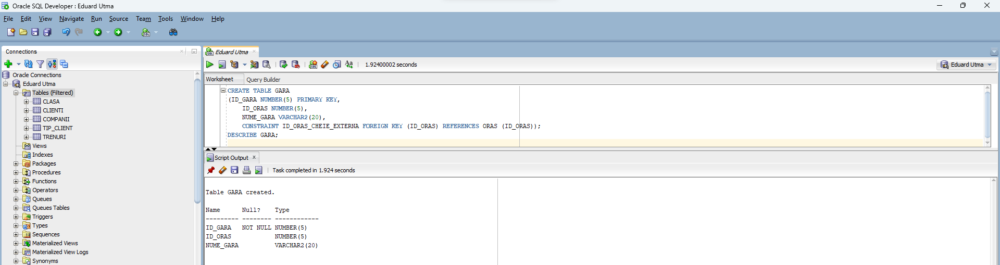 Oracle SQL Developer : Eduard Utma
File Edit View Navigate Run Source Team Tools Window Help
Connections
Oracle Connections
Eduard Utma
Tables (Filtered)
CLASA
CLIENTI
COMPANII
TIP_CLIENT
TRENURI
Views
Indexes
Packages
Procedures
Functions
Operators
Queues
Queues Tables
Triggers
Types
Sequences
Materialized Views
Materialized View Logs
Synonyms
Eduard Utma
1.92400002 seconds
Eduard Utma
Worksheet Query Builder
CREATE TABLE GARA
(ID_GARA NUMBER(5) PRIMARY KEY,
ID_ORAS NUMBER(5),
NUME_GARA VARCHAR2(20),
CONSTRAINT ID_ORAS_CHEIE_EXTERNA FOREIGN KEY (ID_ORAS) REFERENCES ORAS (ID_ORAS));
DESCRIBE GARA;
Script Output
Task completed in 1.924 seconds
Table GARA created.
Name Null? Type
--------- -------- ------------
ID_GARA NOT NULL NUMBER(5)
ID_ORAS NUMBER(5)
NUME_GARA VARCHAR2(20)